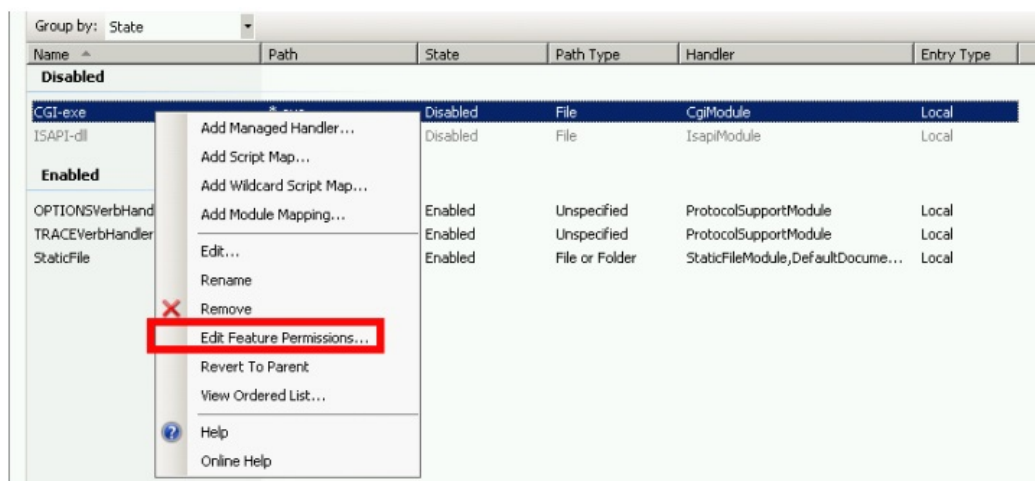 Group by: State
Name Path State Path Type Handler Entry Type
Disabled
CGI-exe *.exe Disabled File CgiModule Local
ISAPI-dll Disabled File IsapiModule Local
Enabled
OPTIONSVerbHand Enabled Unspecified ProtocolSupportModule Local
TRACEVerbHandler Enabled Unspecified ProtocolSupportModule Local
StaticFile Enabled File or Folder StaticFileModule,DefaultDocume... Local
Add Managed Handler...
Add Script Map...
Add Wildcard Script Map...
Add Module Mapping...
Edit...
Rename
Remove
Edit Feature Permissions...
Revert To Parent
View Ordered List...
Help
Online Help